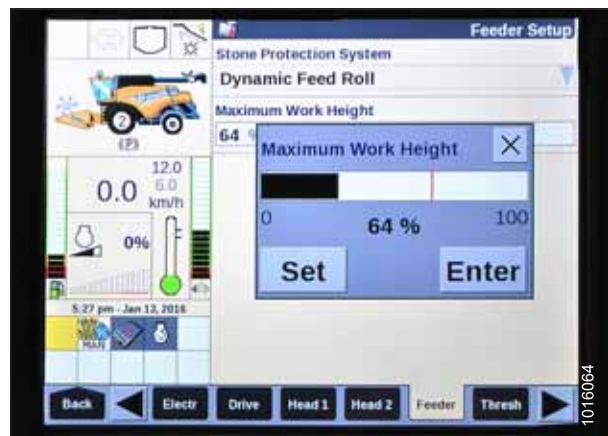 Feeder Setup
Stone Protection System
Dynamic Feed Roll
Maximum Work Height
64 %
Maximum Work Height
0
64 %
100
Set
Enter
2
(P)
12.0
6.0
0.0
km/h
0%
5:27 pm - Jan 13, 2016
MAN
Back
Electr
Drive
Head 1
Head 2
Feeder
Thresh
1016064